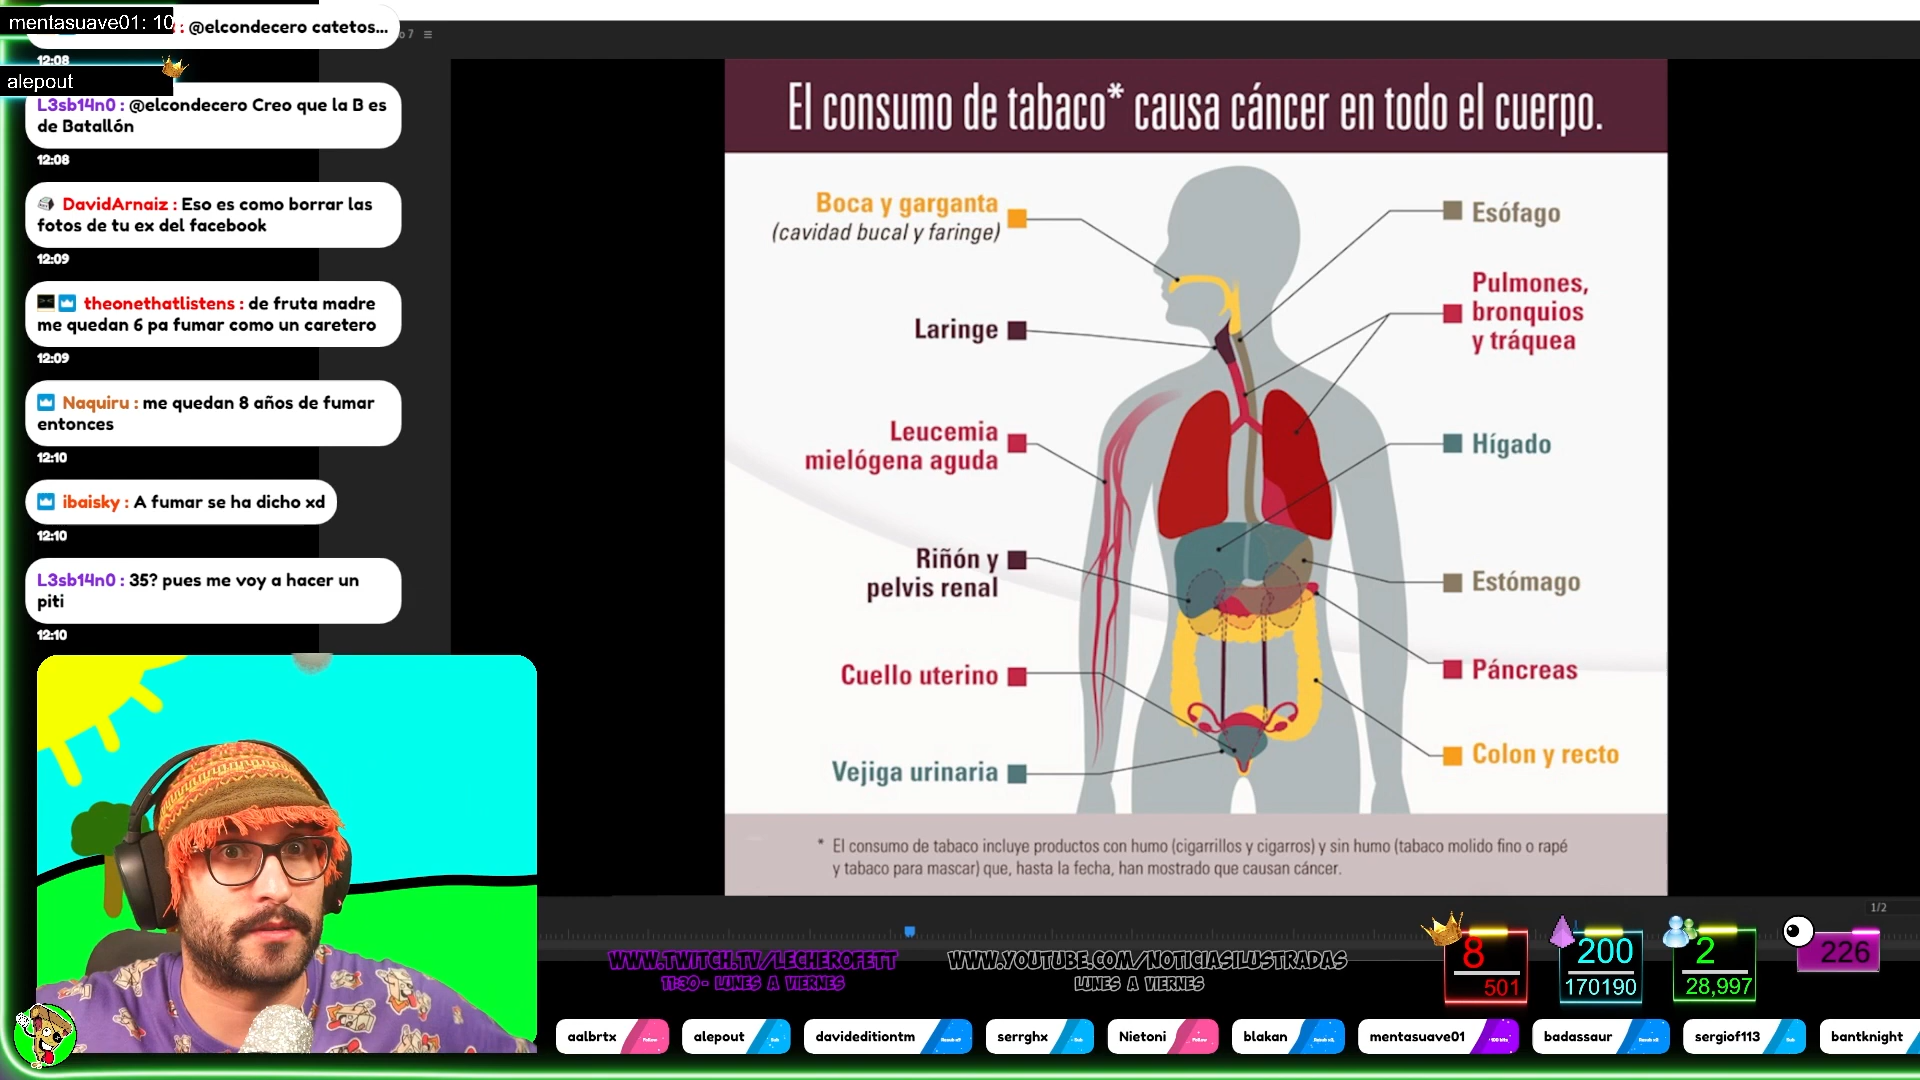 mentasuave01: 10
: @elcondecero catetos...
12:08
alepout
L3sb14n0 : @elcondecero Creo que la B es
de Batallón
12:08
DavidArnaiz : Eso es como borrar las
fotos de tu ex del facebook
12:09
theonethatlistens : de fruta madre
me quedan 6 pa fumar como un caretero
12:09
Naquiru : me quedan 8 años de fumar
entonces
12:10
ibaisky : A fumar se ha dicho xd
12:10
L3sb14n0 : 35? pues me voy a hacer un
piti
12:10
El consumo de tabaco* causa cáncer en todo el cuerpo.
Boca y garganta
(cavidad bucal y faringe)
Laringe
Leucemia
mielógena aguda
Riñón y
pelvis renal
Cuello uterino
Vejiga urinaria
Esófago
Pulmones,
bronquios
y tráquea
Hígado
Estómago
Páncreas
Colon y recto
* El consumo de tabaco incluye productos con humo (cigarrillos y cigarros) y sin humo (tabaco molido fino o rapé
y tabaco para mascar) que, hasta la fecha, han mostrado que causan cáncer.
1/2
WWW.TWITCH.TV/LECHEROFETT
11:30 - LUNES A VIERNES
WWW.YOUTUBE.COM/NOTICIASILUSTRADAS
LUNES A VIERNES
8
501
200
170190
2
28,997
226
aalbrtx
alepout
davideditiontm
serrghx
Nietoni
blakan
mentasuave01
badassaur
sergiof113
bantknight